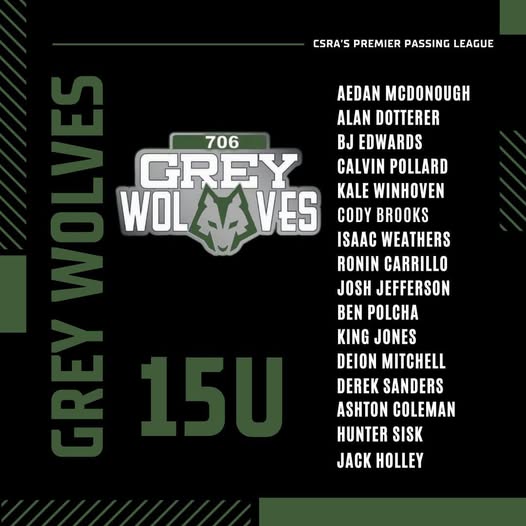 CSRA'S PREMIER PASSING LEAGUE
GREY WOLVES
706
GREY
WOLVES
15U
AEDAN MCDONOUGH
ALAN DOTTERER
BJ EDWARDS
CALVIN POLLARD
KALE WINHOVEN
CODY BROOKS
ISAAC WEATHERS
RONIN CARRILLO
JOSH JEFFERSON
BEN POLCHA
KING JONES
DEION MITCHELL
DEREK SANDERS
ASHTON COLEMAN
HUNTER SISK
JACK HOLLEY